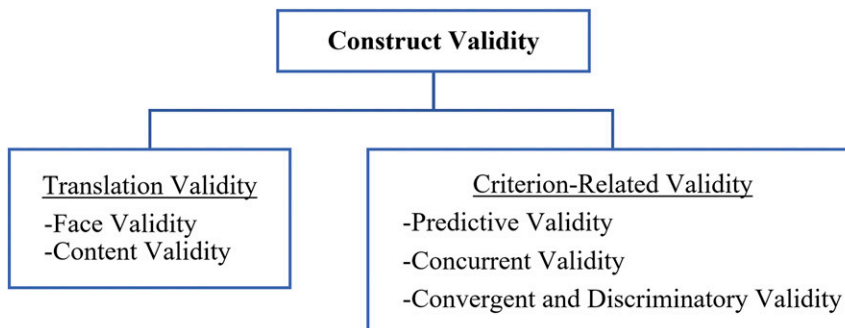 Construct Validity
Translation Validity
-Face Validity
-Content Validity
Criterion-Related Validity
-Predictive Validity
-Concurrent Validity
-Convergent and Discriminatory Validity